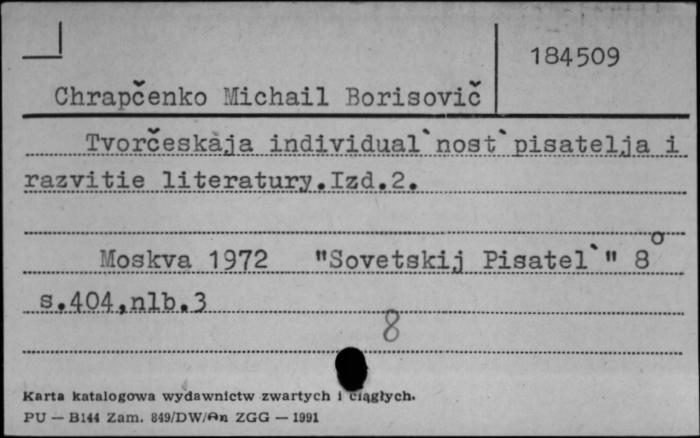 184509
Chrapčenko Michail Borisovič
Tvorčeskaja individual`nost` pisatelja i
razvitie literatury.Izd.2.
Moskva 1972 "Sovetskij Pisatel`" 8°
s.404,nlb.3
8
Karta katalogowa wydawnictw zwartych i ciągłych.
PU — B144 Zam. 849/DW/An ZGG — 1991